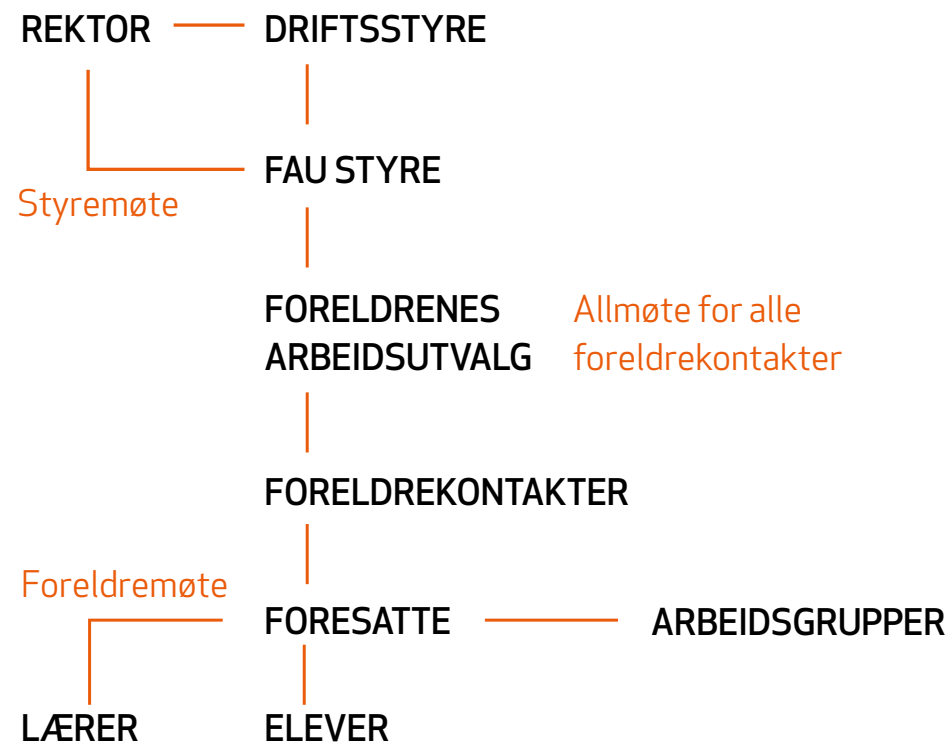 REKTOR
DRIFTSSTYRE
FAU STYRE
Styremøte
FORELDRENES
ARBEIDSUTVALG
Allmøte for alle
foreldrekontakter
FORELDREKONTAKTER
Foreldremøte
FORESATTE
ARBEIDSGRUPPER
LÆRER
ELEVER